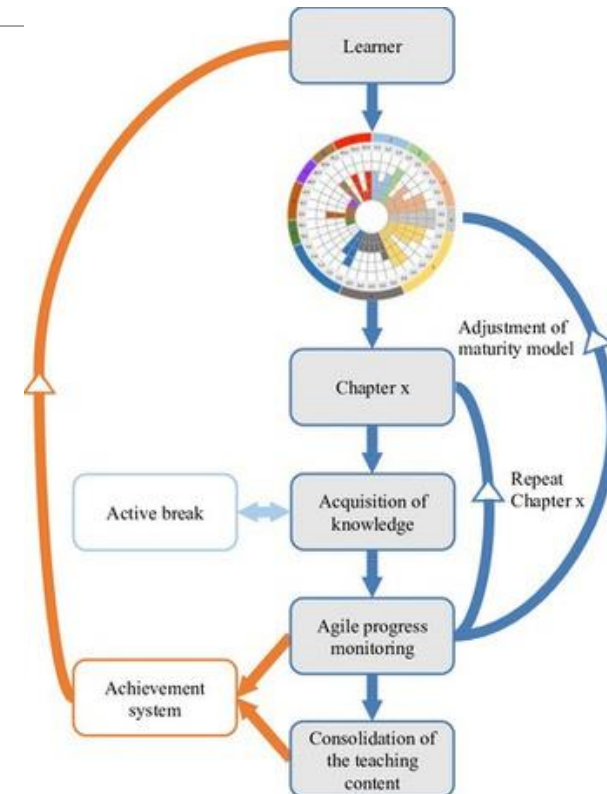 Learner
Adjustment of
maturity model
Chapter x
Repeat
Chapter x
Acquisition of
knowledge
Active break
Agile progress
monitoring
Achievement
system
Consolidation of
the teaching
content